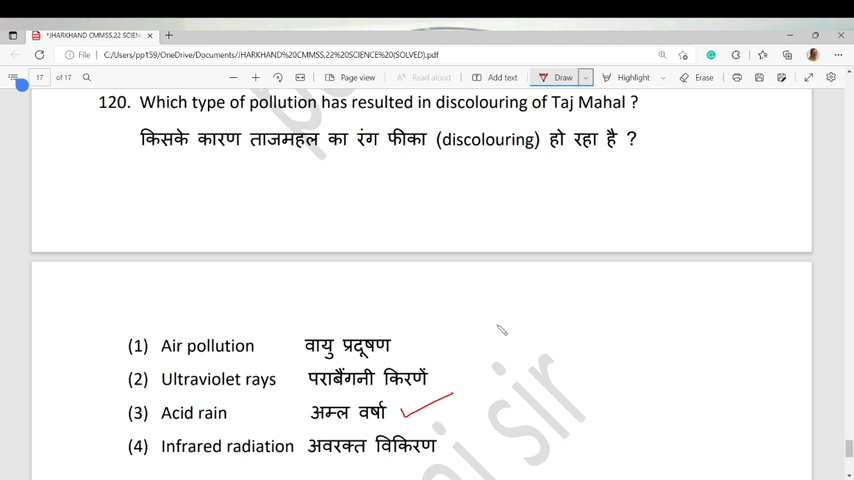 *JHARKHAND CMMSS,22 SCIEN
File C:/Users/pp159/OneDrive/Documents/JHARKHAND%20CMMSS,22%20SCIENCE%20(SOLVED).pdf
17 of 17 Page view Read aloud Add text Draw Highlight Erase
120. Which type of pollution has resulted in discolouring of Taj Mahal ?
किसके कारण ताजमहल का रंग फीका (discolouring) हो रहा है ?
(1) Air pollution वायु प्रदूषण
(2) Ultraviolet rays पराबैंगनी किरणें
(3) Acid rain अम्ल वर्षा
(4) Infrared radiation अवरक्त विकिरण
sir